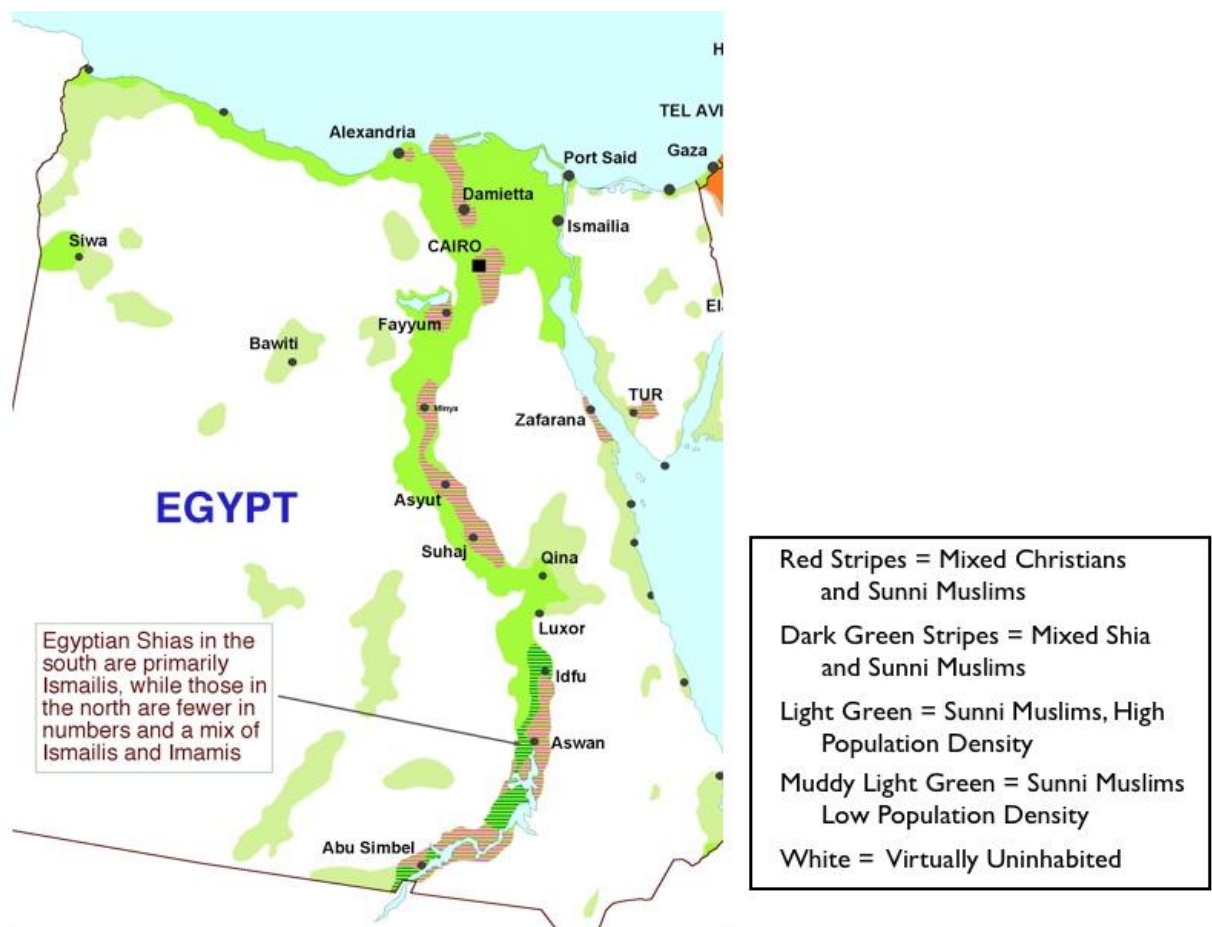 H
TEL AVI
Alexandria
Port Said
Gaza
Damietta
Ismailia
Siwa
CAIRO
El
Fayyum
Bawiti
TUR
Minya
Zafarana
Asyut
EGYPT
Suhaj
Qina
Luxor
Egyptian Shias in the
south are primarily
Ismailis, while those in
the north are fewer in
numbers and a mix of
Ismailis and Imamis
Idfu
Aswan
Abu Simbel
Red Stripes = Mixed Christians
and Sunni Muslims
Dark Green Stripes = Mixed Shia
and Sunni Muslims
Light Green = Sunni Muslims, High
Population Density
Muddy Light Green = Sunni Muslims
Low Population Density
White = Virtually Uninhabited